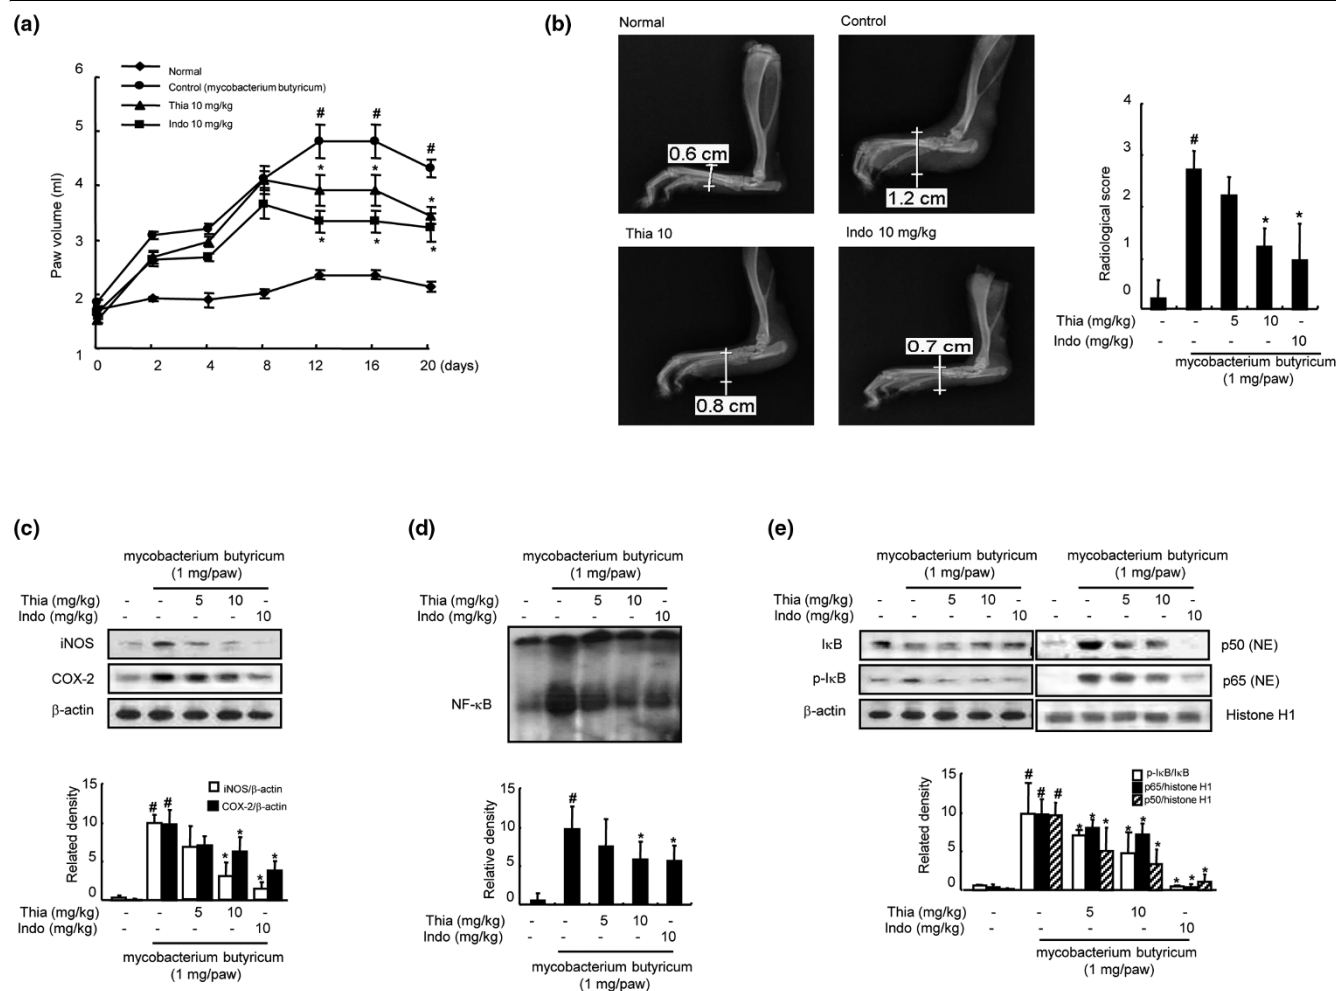 (a)
6
5
4
3
2
1
Paw volume (ml)
Normal
Control (mycobacterium butyricum)
Thia 10 mg/kg
Indo 10 mg/kg
# # #
* * *
* * *
0 2 4 8 12 16 20 (days)
(b)
Normal
Control
0.6 cm
1.2 cm
Thia 10
Indo 10 mg/kg
0.8 cm
0.7 cm
Radiological score
4
3
2
1
0
# * *
Thia (mg/kg) - - 5 10 -
Indo (mg/kg) - - - - 10
mycobacterium butyricum
(1 mg/paw)
(c)
mycobacterium butyricum
(1 mg/paw)
Thia (mg/kg) - - 5 10 -
Indo (mg/kg) - - - - 10
iNOS
COX-2
β-actin
Related density
15
10
5
0
iNOS/β-actin
COX-2/β-actin
# # * * * *
Thia (mg/kg) - - 5 10 -
Indo (mg/kg) - - - - 10
mycobacterium butyricum
(1 mg/paw)
(d)
mycobacterium butyricum
(1 mg/paw)
Thia (mg/kg) - - 5 10 -
Indo (mg/kg) - - - - 10
NF-κB
Relative density
15
10
5
0
# * *
Thia (mg/kg) - - 5 10 -
Indo (mg/kg) - - - - 10
mycobacterium butyricum
(1 mg/paw)
(e)
mycobacterium butyricum
(1 mg/paw)
mycobacterium butyricum
(1 mg/paw)
Thia (mg/kg) - - 5 10 - - - 5 10 -
Indo (mg/kg) - - - - 10 - - - - 10
IκB
p50 (NE)
p-IκB
p65 (NE)
β-actin
Histone H1
Related density
15
10
5
0
p-IκB/IκB
p65/histone H1
p50/histone H1
# # # * * * * * * * * *
Thia (mg/kg) - - 5 10 -
Indo (mg/kg) - - - - 10
mycobacterium butyricum
(1 mg/paw)